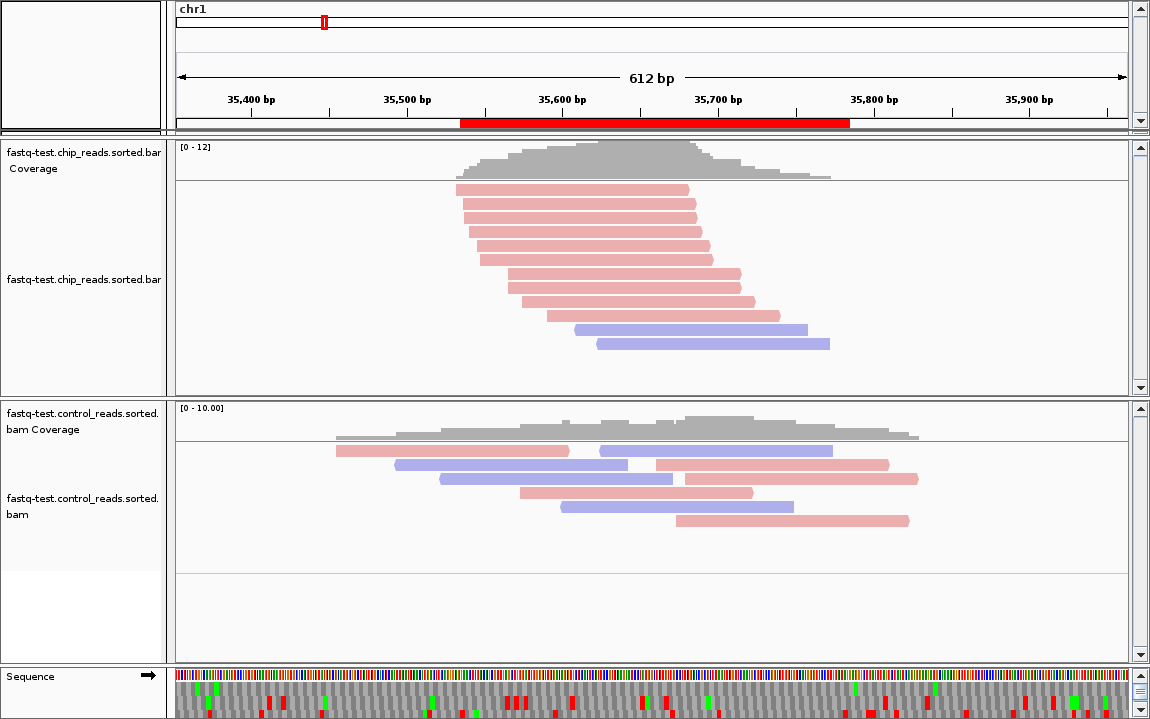 chr1
612 bp
35,400 bp 35,500 bp 35,600 bp 35,700 bp 35,800 bp 35,900 bp
fastq-test.chip_reads.sorted.bar
Coverage
[0 - 12]
fastq-test.chip_reads.sorted.bar
fastq-test.control_reads.sorted.
bam Coverage
[0 - 10.00]
fastq-test.control_reads.sorted.
bam
Sequence